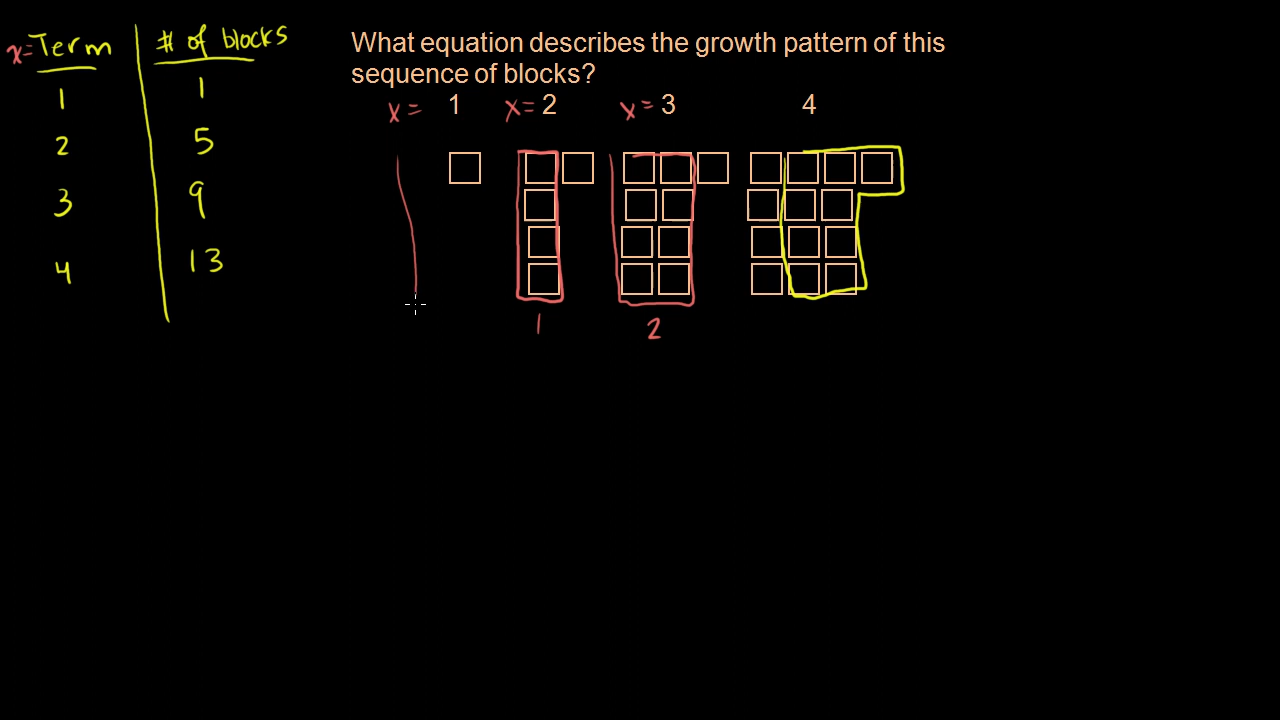 x= Term # of blocks
1 1
2 5
3 9
4 13
What equation describes the growth pattern of this
sequence of blocks?
x = 1 x= 2 x= 3 4
1 2